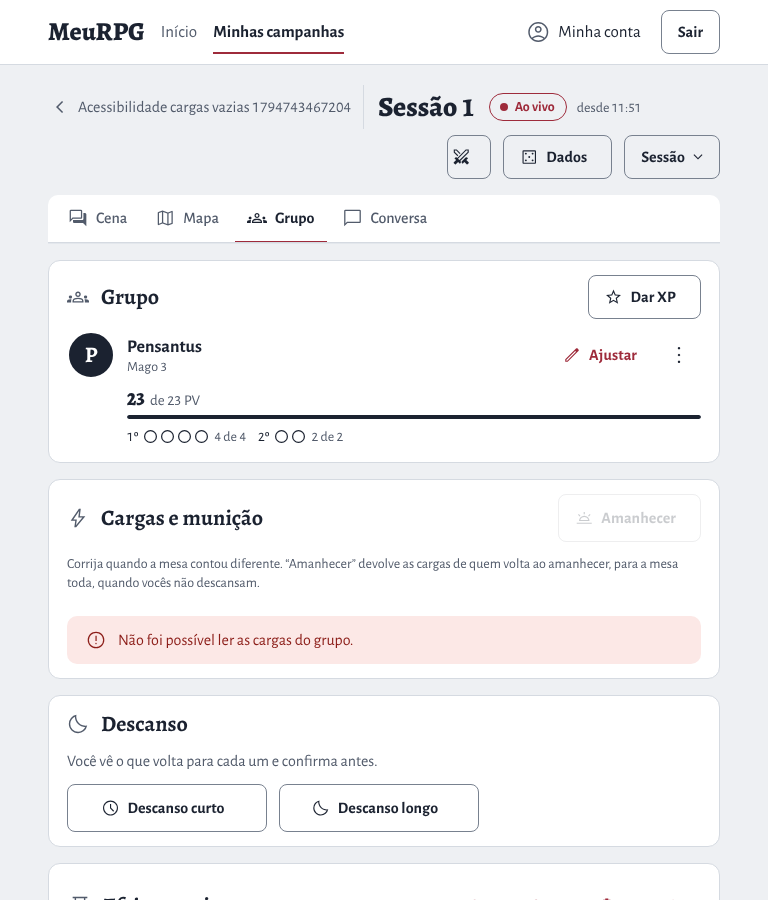 MeuRPG Início Minhas campanhas Minha conta Sair
Acessibilidade cargas vazias 1794743467204 Sessão 1 Ao vivo desde 11:51
Dados Sessão
Cena Mapa Grupo Conversa
Grupo Dar XP
P Pensantus Ajustar
Mago 3
23 de 23 PV
1º 4 de 4 2º 2 de 2
Cargas e munição Amanhecer
Corrija quando a mesa contou diferente. “Amanhecer” devolve as cargas de quem volta ao amanhecer, para a mesa
toda, quando vocês não descansam.
Não foi possível ler as cargas do grupo.
Descanso
Você vê o que volta para cada um e confirma antes.
Descanso curto Descanso longo